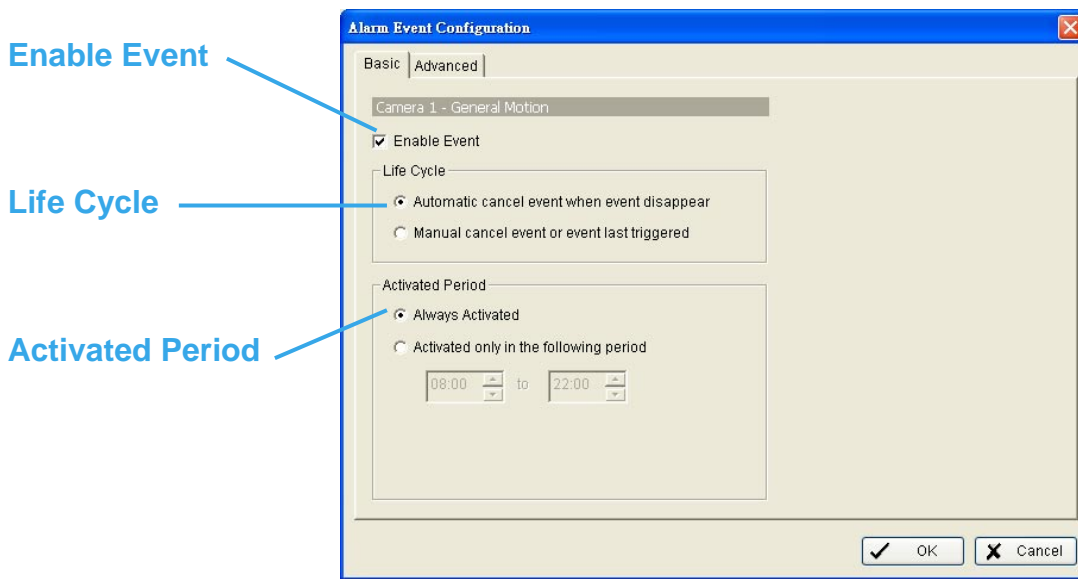 Alarm Event Configuration
Enable Event
Basic
Advanced
Camera 1 - General Motion
Enable Event
Life Cycle
Life Cycle
Automatic cancel event when event disappear
Manual cancel event or event last triggered
Activated Period
Always Activated
Activated Period
Activated only in the following period
08:00 to 22:00
OK
Cancel